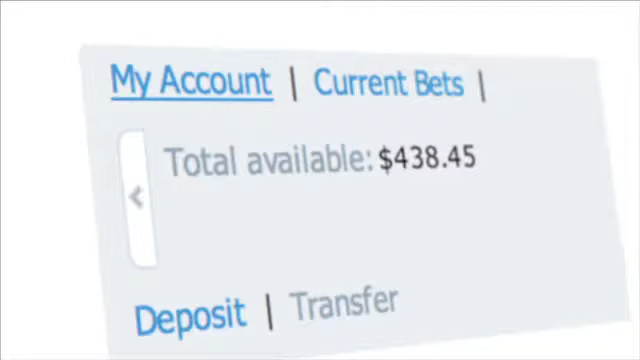 My Account | Current Bets |
Total available: $438.45
Deposit | Transfer